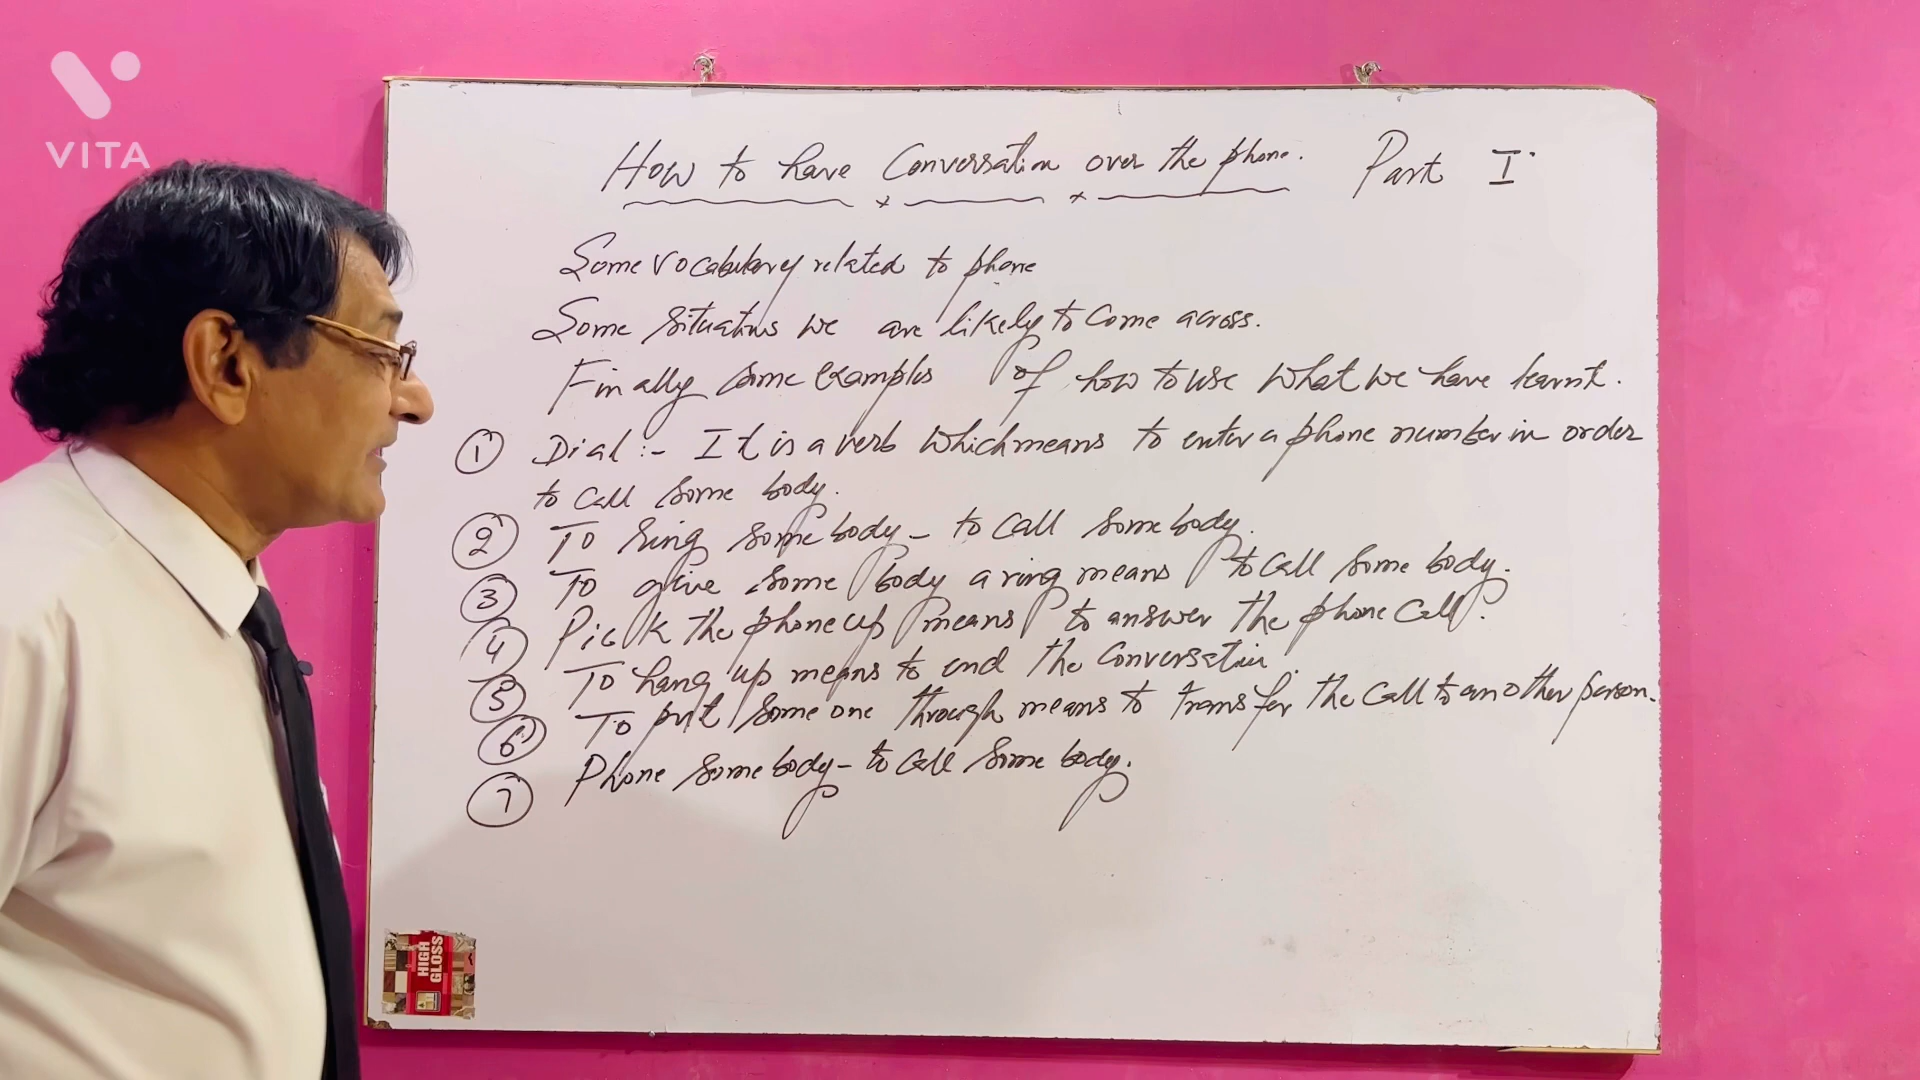 VITA
How to have Conversation over the phone. Part I
Some vocabulary related to phone
Some situations we are likely to come across.
Finally some examples of how to use what we have learnt.
① Dial :- It is a verb which means to enter a phone number in order
to call some body.
② To ring some body - to call somebody.
③ To give some body a ring means to call some body.
④ Pick the phone up means to answer the phone call.
⑤ To hang up means to end the conversation.
⑥ To put some one through means to transfer the call to another person.
⑦ Phone some body - to call some body.
HIGH GLOSS